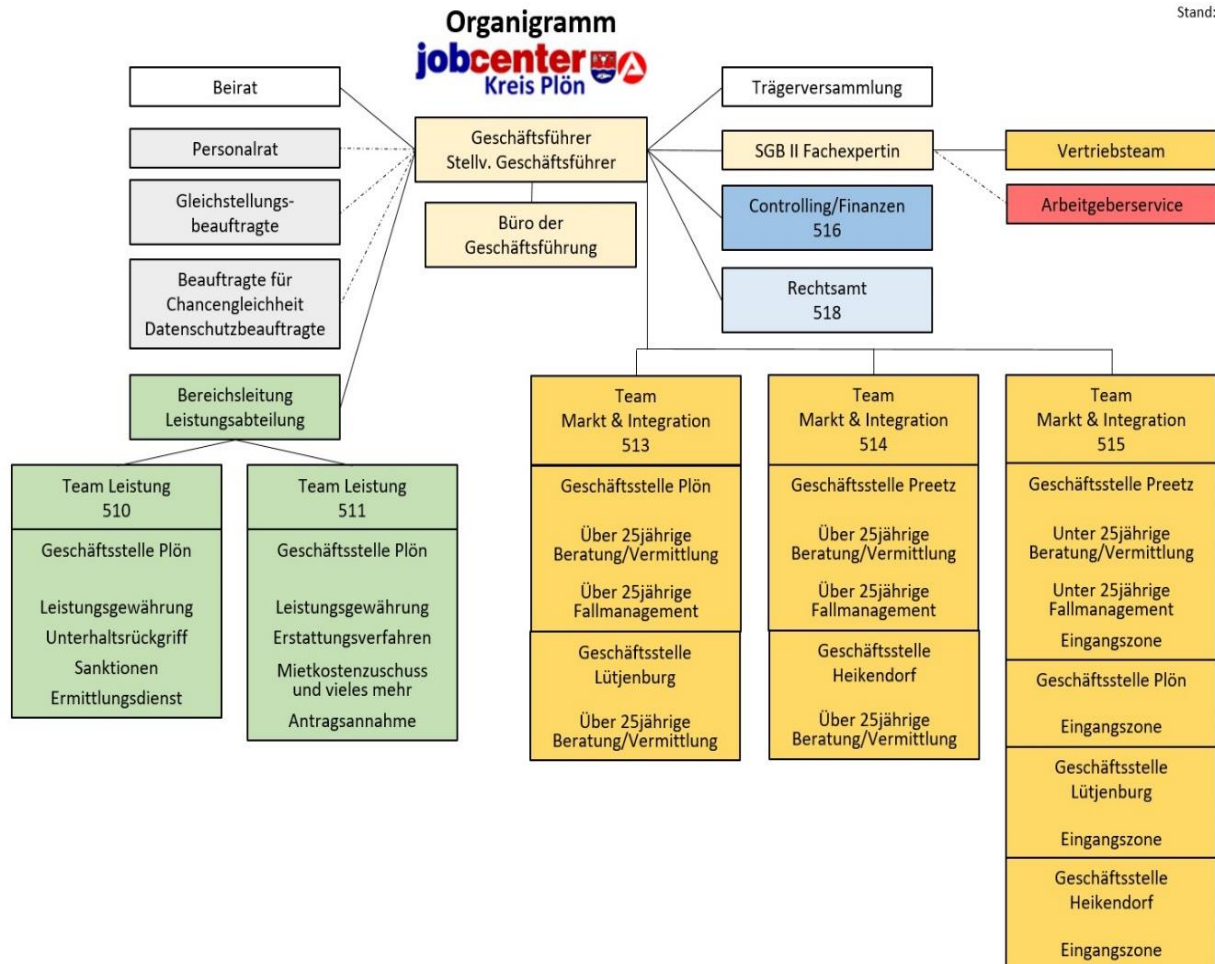 Organigramm
Stand:
jobcenter
Kreis Plön
Beirat
Trägerversammlung
Geschäftsführer
Stellv. Geschäftsführer
Personalrat
SGB II Fachexpertin
Vertriebsteam
Gleichstellungs-
beauftragte
Büro der
Geschäftsführung
Controlling/Finanzen
516
Arbeitgeberservice
Beauftragte für
Chancengleichheit
Datenschutzbeauftragte
Rechtsamt
518
Bereichsleitung
Leistungsabteilung
Team Leistung
510
Geschäftsstelle Plön
Leistungsgewährung
Unterhaltsrückgriff
Sanktionen
Ermittlungsdienst
Team Leistung
511
Geschäftsstelle Plön
Leistungsgewährung
Erstattungsverfahren
Mietkostenzuschuss
und vieles mehr
Antragsannahme
Team
Markt & Integration
513
Geschäftsstelle Plön
Über 25jährige
Beratung/Vermittlung
Über 25jährige
Fallmanagement
Geschäftsstelle
Lütjenburg
Über 25jährige
Beratung/Vermittlung
Team
Markt & Integration
514
Geschäftsstelle Preetz
Über 25jährige
Beratung/Vermittlung
Über 25jährige
Fallmanagement
Geschäftsstelle
Heikendorf
Über 25jährige
Beratung/Vermittlung
Team
Markt & Integration
515
Geschäftsstelle Preetz
Unter 25jährige
Beratung/Vermittlung
Unter 25jährige
Fallmanagement
Eingangszone
Geschäftsstelle Plön
Eingangszone
Geschäftsstelle
Lütjenburg
Eingangszone
Geschäftsstelle
Heikendorf
Eingangszone